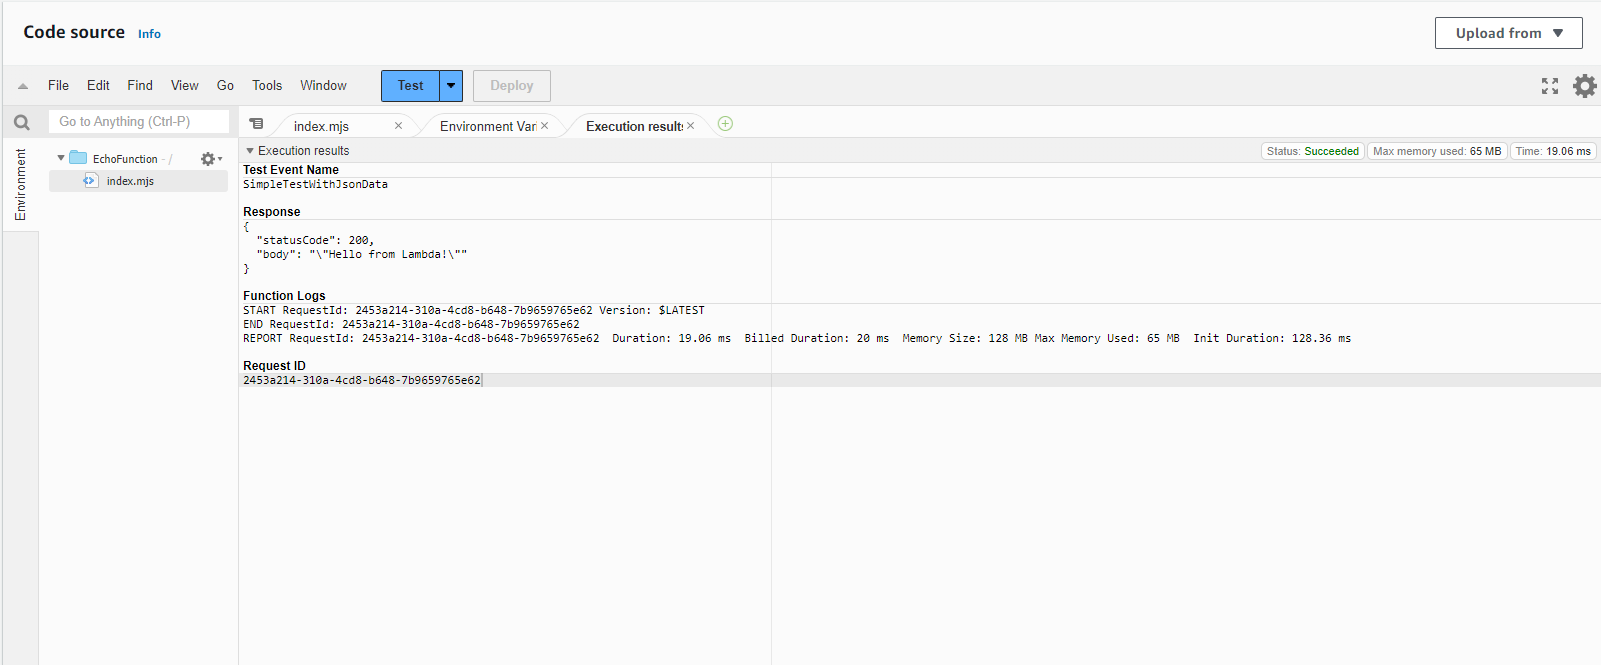 Code source Info
Upload from
File Edit Find View Go Tools Window Test Deploy
Go to Anything (Ctrl-P)
index.mjs
Environment Vari
Execution results
Environment
EchoFunction - /
index.mjs
Execution results
Status: Succeeded
Max memory used: 65 MB
Time: 19.06 ms
Test Event Name
SimpleTestWithJsonData
Response
{
"statusCode": 200,
"body": "\"Hello from Lambda!\""
}
Function Logs
START RequestId: 2453a214-310a-4cd8-b648-7b9659765e62 Version: $LATEST
END RequestId: 2453a214-310a-4cd8-b648-7b9659765e62
REPORT RequestId: 2453a214-310a-4cd8-b648-7b9659765e62 Duration: 19.06 ms Billed Duration: 20 ms Memory Size: 128 MB Max Memory Used: 65 MB Init Duration: 128.36 ms
Request ID
2453a214-310a-4cd8-b648-7b9659765e62